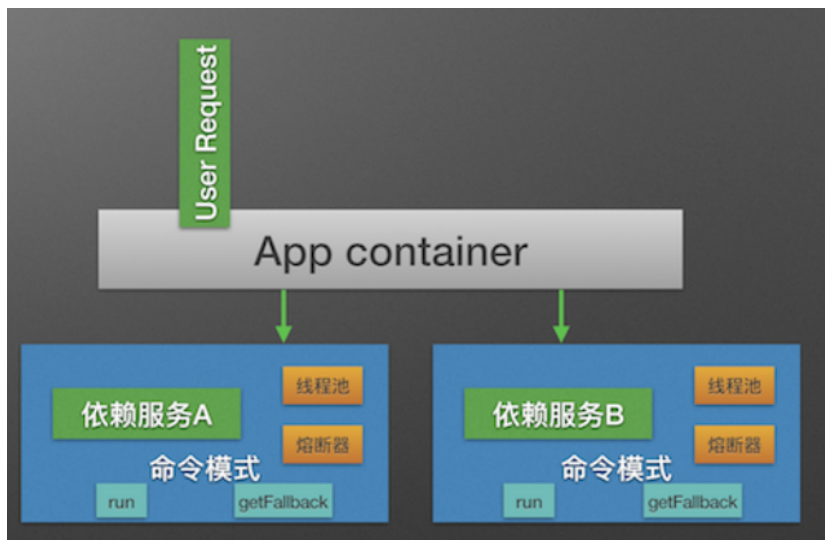 User Request
App container
依赖服务A
线程池
熔断器
命令模式
run
getFallback
依赖服务B
线程池
熔断器
命令模式
run
getFallback